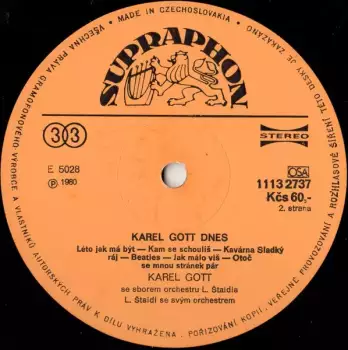 MADE IN CZECHOSLOVAKIA
VŠECHNA PRÁVA GRAMOFONOVÉHO VÝROBCE A VLASTNÍKŮ AUTORSKÝCH PRÁV K DÍLU VYHRAŽENA. POŘIZOVÁNÍ KOPIÍ, VEŘEJNÉ PROVOZOVÁNÍ A ROZHLASOVÉ ŠÍŘENÍ TÉTO DESKY JE ZAKÁZÁNO
SUPRAPHON
33
STEREO
E 5028
℗ 1980
OSA
1113 2737
Kčs 60,-
2. strana
KAREL GOTT DNES
Léto jak má být — Kam se schouliš — Kavárna Sladký
ráj — Beatles — Jak málo víš — Otoč
se mnou stránek pár
KAREL GOTT
se sborem orchestru L. Štaidla
L. Štaidl se svým orchestrem